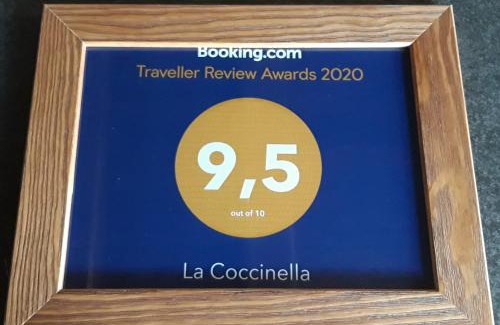 Booking.com
Traveller Review Awards 2020
9,5
out of 10
La Coccinella